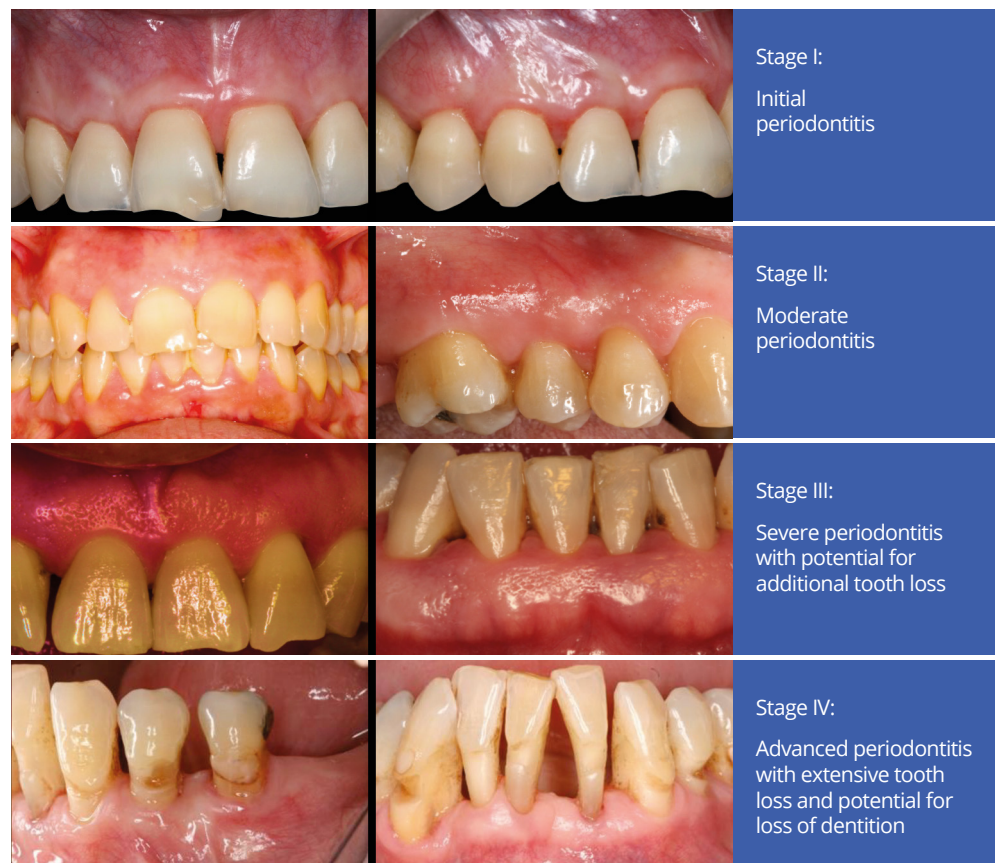 Stage I:
Initial
periodontitis
Stage II:
Moderate
periodontitis
Stage III:
Severe periodontitis
with potential for
additional tooth loss
Stage IV:
Advanced periodontitis
with extensive tooth
loss and potential for
loss of dentition